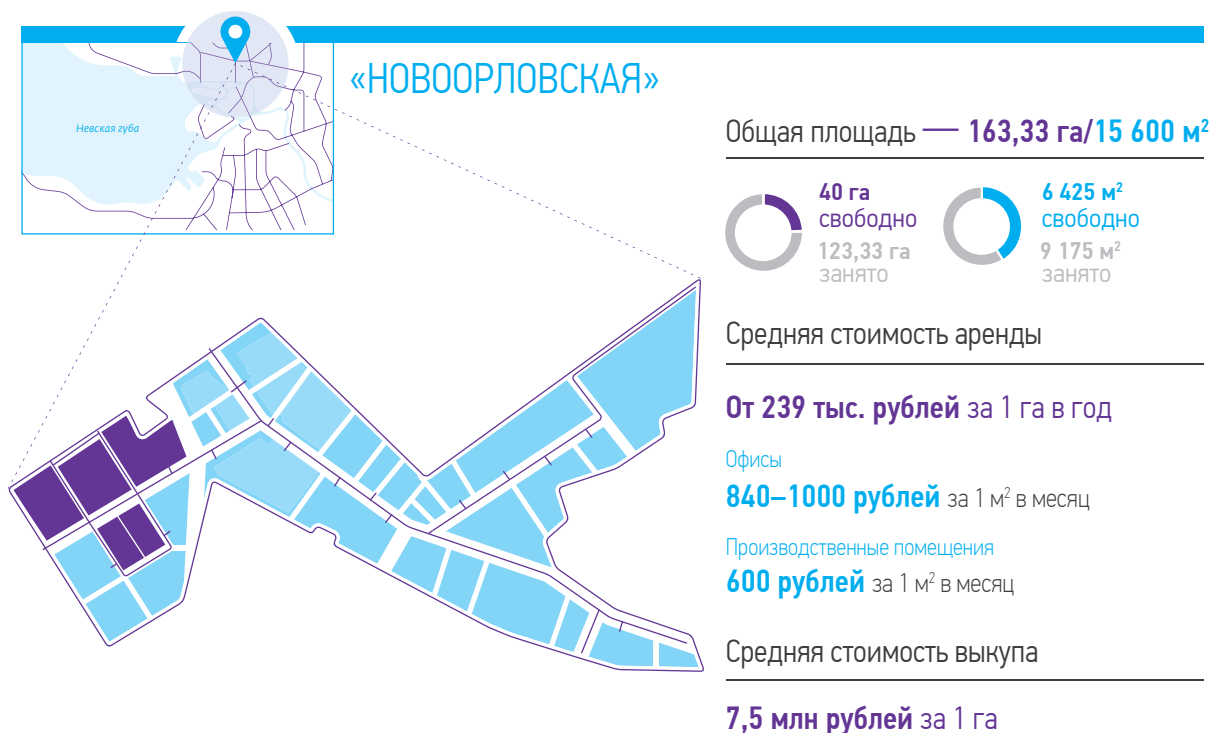 «НОВООРЛОВСКАЯ»
Невская губа
Общая площадь — 163,33 га/15 600 м²
40 га
свободно
123,33 га
занято
6 425 м²
свободно
9 175 м²
занято
Средняя стоимость аренды
От 239 тыс. рублей за 1 га в год
Офисы
840–1000 рублей за 1 м² в месяц
Производственные помещения
600 рублей за 1 м² в месяц
Средняя стоимость выкупа
7,5 млн рублей за 1 га